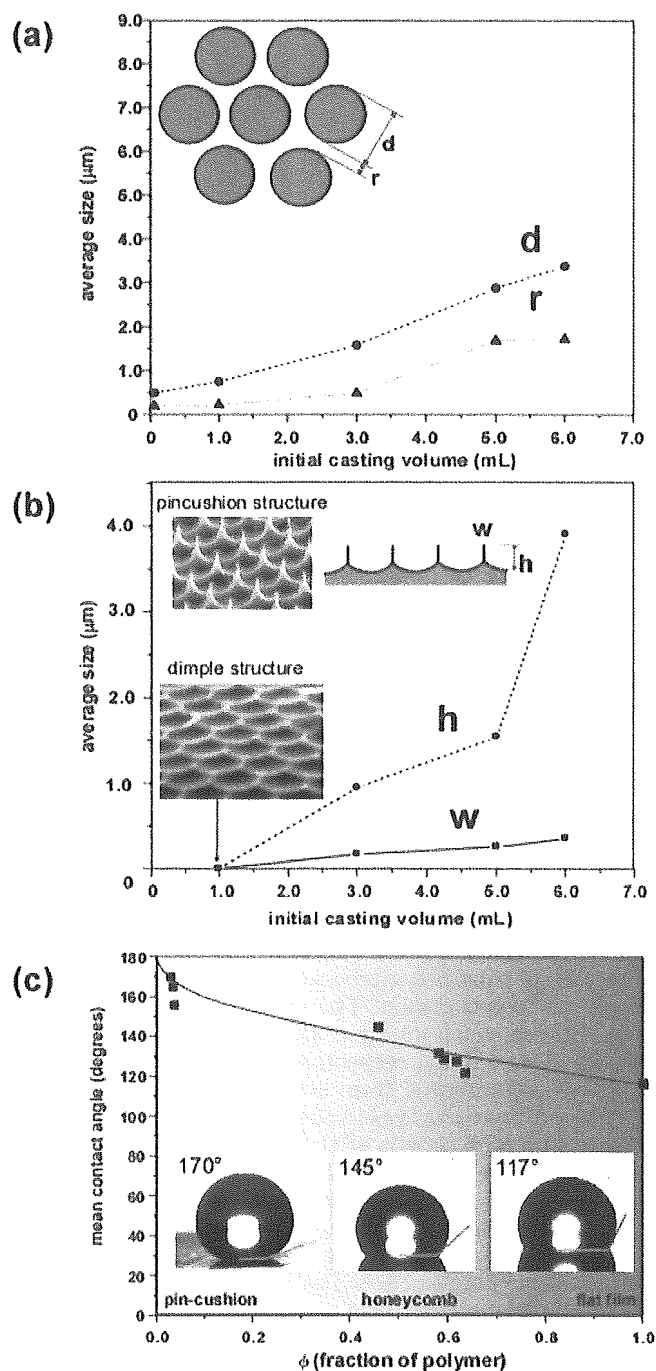 (a)
9.0
8.0
7.0
6.0
5.0
4.0
3.0
2.0
1.0
0
average size (μm)
d
r
d
r
0 1.0 2.0 3.0 4.0 5.0 6.0 7.0
initial casting volume (mL)
(b)
pincushion structure
w
h
dimple structure
h
w
4.0
3.0
2.0
1.0
0
average size (μm)
0 1.0 2.0 3.0 4.0 5.0 6.0 7.0
initial casting volume (mL)
(c)
180
160
140
120
100
80
60
40
20
0
mean contact angle (degrees)
170° 145° 117°
pin-cushion honeycomb flat film
0.0 0.2 0.4 0.6 0.8 1.0
ϕ (fraction of polymer)